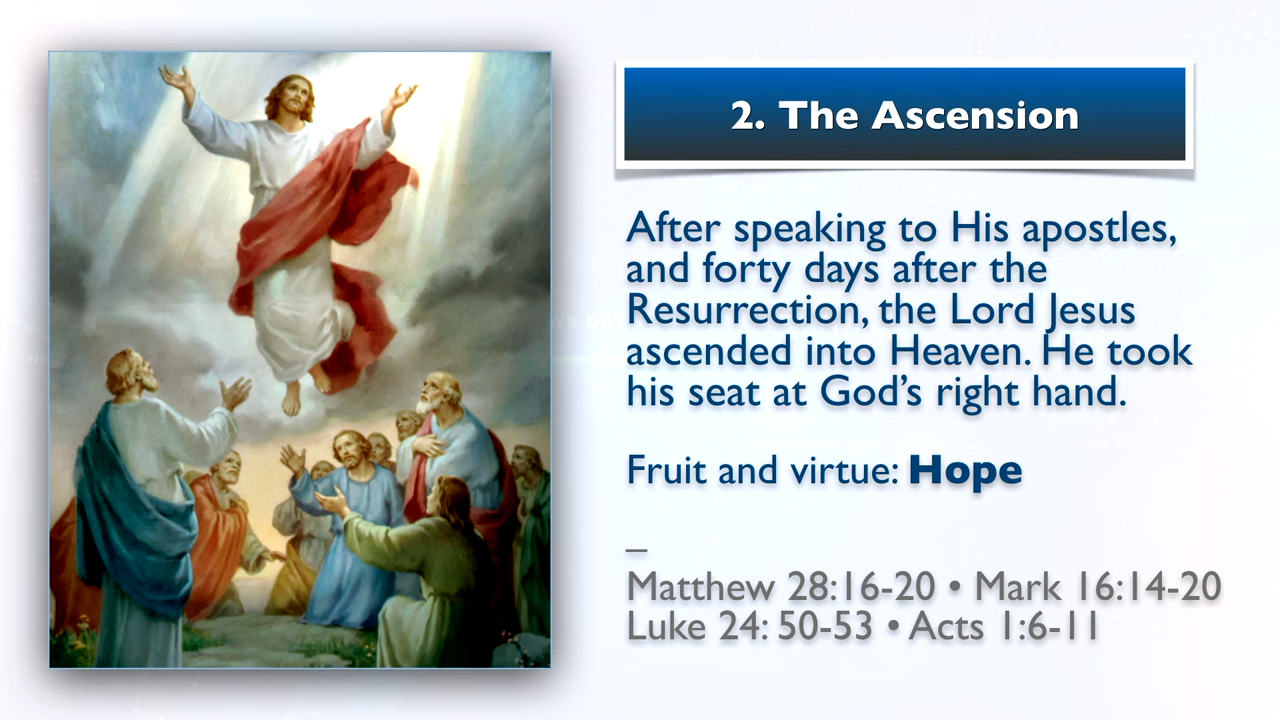 2. The Ascension
After speaking to His apostles,
and forty days after the
Resurrection, the Lord Jesus
ascended into Heaven. He took
his seat at God’s right hand.
Fruit and virtue: Hope
–
Matthew 28:16-20 • Mark 16:14-20
Luke 24: 50-53 • Acts 1:6-11